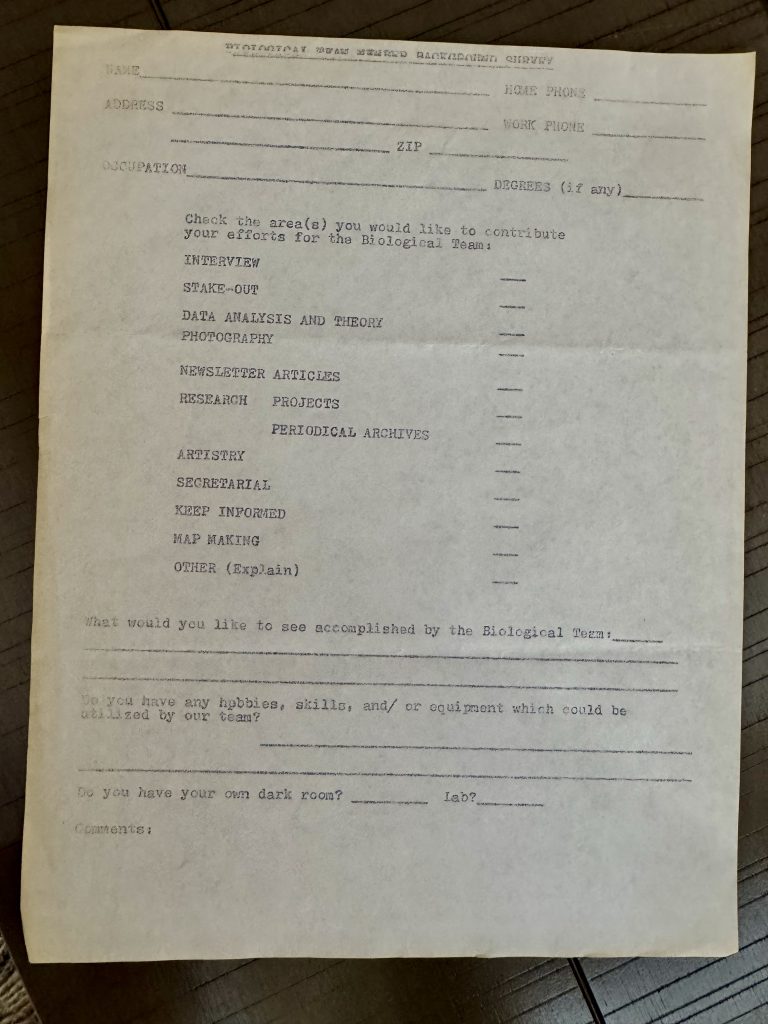 BIOLOGICAL TEAM MEMBER BACKGROUND SURVEY
NAME HOME PHONE
ADDRESS WORK PHONE
ZIP
OCCUPATION DEGREES (if any)
Check the area(s) you would like to contribute
your efforts for the Biological Team:
INTERVIEW
STAKE-OUT
DATA ANALYSIS AND THEORY
PHOTOGRAPHY
NEWSLETTER ARTICLES
RESEARCH PROJECTS
PERIODICAL ARCHIVES
ARTISTRY
SECRETARIAL
KEEP INFORMED
MAP MAKING
OTHER (Explain)
What would you like to see accomplished by the Biological Team:
Do you have any hpbbies, skills, and/ or equipment which could be
utilized by our team?
Do you have your own dark room? Lab?
Comments: